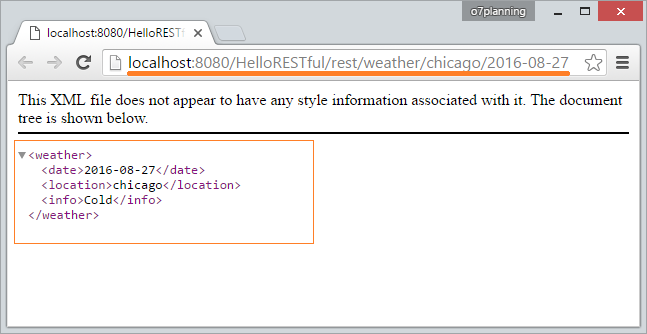 o7planning
localhost:8080/HelloREST
localhost:8080/HelloRESTful/rest/weather/chicago/2016-08-27
This XML file does not appear to have any style information associated with it. The document
tree is shown below.
<weather>
<date>2016-08-27</date>
<location>chicago</location>
<info>Cold</info>
</weather>